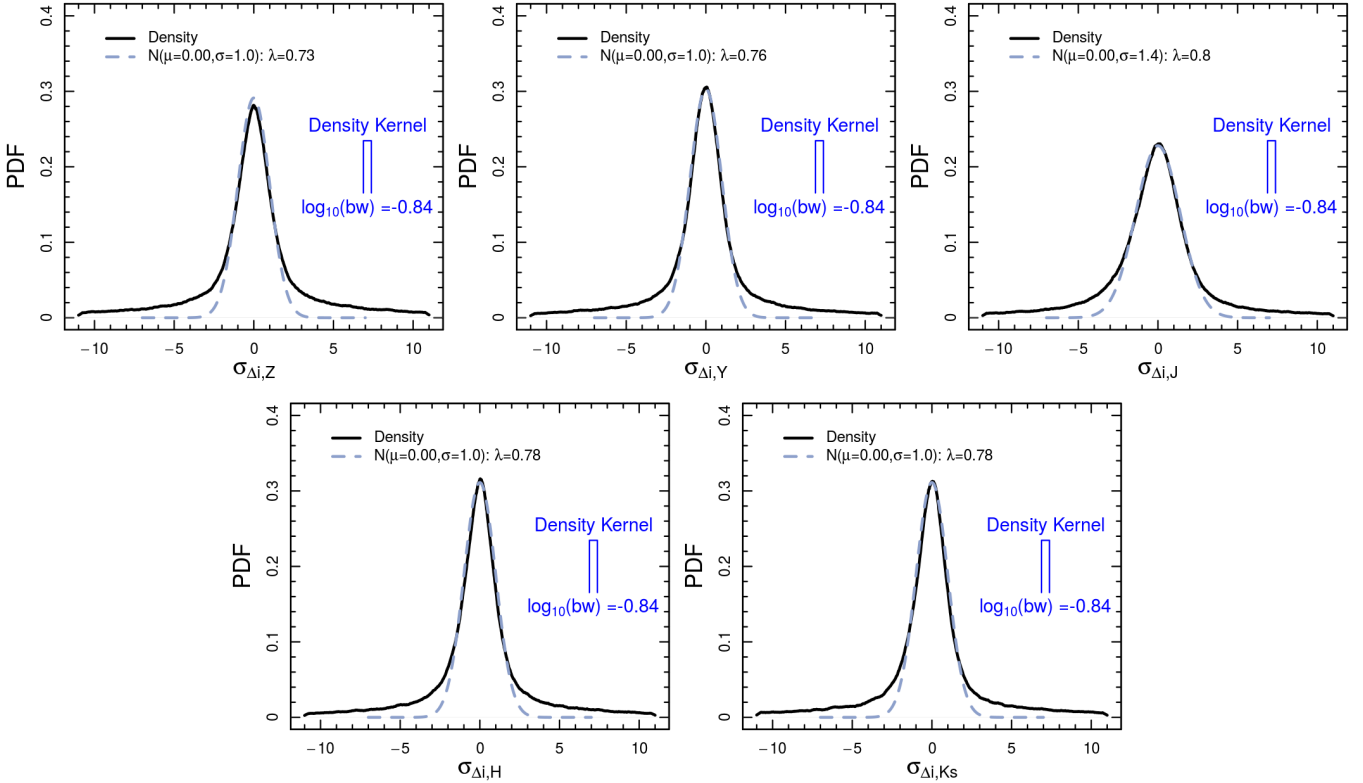 0.4
0.3
0.2
0.1
0
PDF
Density
N(μ=0.00,σ=1.0): λ=0.73
Density Kernel
log10(bw) =-0.84
−10 −5 0 5 10
σΔi,Z
0.4
0.3
0.2
0.1
0
PDF
Density
N(μ=0.00,σ=1.0): λ=0.76
Density Kernel
log10(bw) =-0.84
−10 −5 0 5 10
σΔi,Y
0.4
0.3
0.2
0.1
0
PDF
Density
N(μ=0.00,σ=1.4): λ=0.8
Density Kernel
log10(bw) =-0.84
−10 −5 0 5 10
σΔi,J
0.4
0.3
0.2
0.1
0
PDF
Density
N(μ=0.00,σ=1.0): λ=0.78
Density Kernel
log10(bw) =-0.84
−10 −5 0 5 10
σΔi,H
0.4
0.3
0.2
0.1
0
PDF
Density
N(μ=0.00,σ=1.0): λ=0.78
Density Kernel
log10(bw) =-0.84
−10 −5 0 5 10
σΔi,Ks